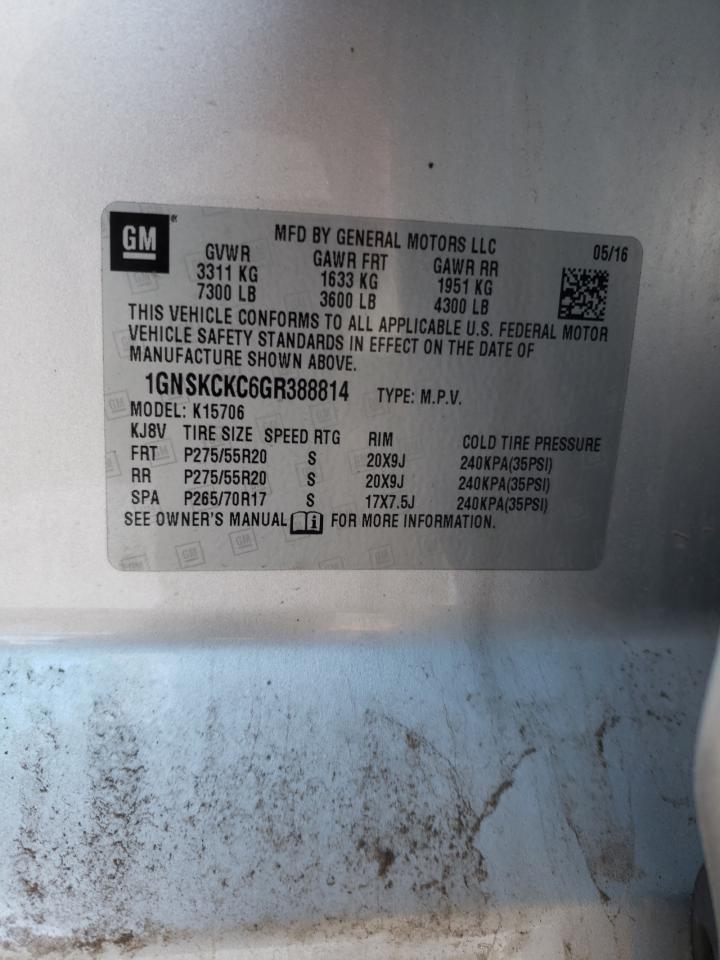 GM
MFD BY GENERAL MOTORS LLC
05/16
GVWR GAWR FRT GAWR RR
3311 KG 1633 KG 1951 KG
7300 LB 3600 LB 4300 LB
THIS VEHICLE CONFORMS TO ALL APPLICABLE U.S. FEDERAL MOTOR
VEHICLE SAFETY STANDARDS IN EFFECT ON THE DATE OF
MANUFACTURE SHOWN ABOVE.
1GNSKCKC6GR388814 TYPE: M.P.V.
MODEL: K15706
KJ8V TIRE SIZE SPEED RTG RIM COLD TIRE PRESSURE
FRT P275/55R20 S 20X9J 240KPA(35PSI)
RR P275/55R20 S 20X9J 240KPA(35PSI)
SPA P265/70R17 S 17X7.5J 240KPA(35PSI)
SEE OWNER'S MANUAL i FOR MORE INFORMATION.